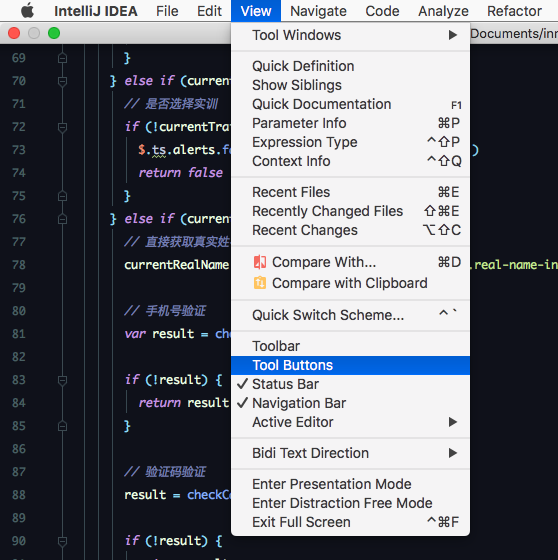 IntelliJ IDEA File Edit View Navigate Code Analyze Refactor
Documents/inn
Tool Windows
Quick Definition
Show Siblings
Quick Documentation F1
Parameter Info ⌘P
Expression Type ⌃⇧P
Context Info ⌃⇧Q
Recent Files ⌘E
Recently Changed Files ⇧⌘E
Recent Changes ⌥⇧C
Compare With... ⌘D
Compare with Clipboard
Quick Switch Scheme... ⌃`
Toolbar
Tool Buttons
✓ Status Bar
✓ Navigation Bar
Active Editor
Bidi Text Direction
Enter Presentation Mode
Enter Distraction Free Mode
Exit Full Screen ⌃⌘F
69 }
70 } else if (current
71 // 是否选择实训
72 if (!currentTra
73 $.ts.alerts.fo )
74 return false
75 }
76 } else if (curren
77 // 直接获取真实姓
78 currentRealName .real-name-in
79
80 // 手机号验证
81 var result = che
82
83 if (!result) {
84 return result
85 }
86
87 // 验证码验证
88 result = checkCo
89
90 if (!result) {